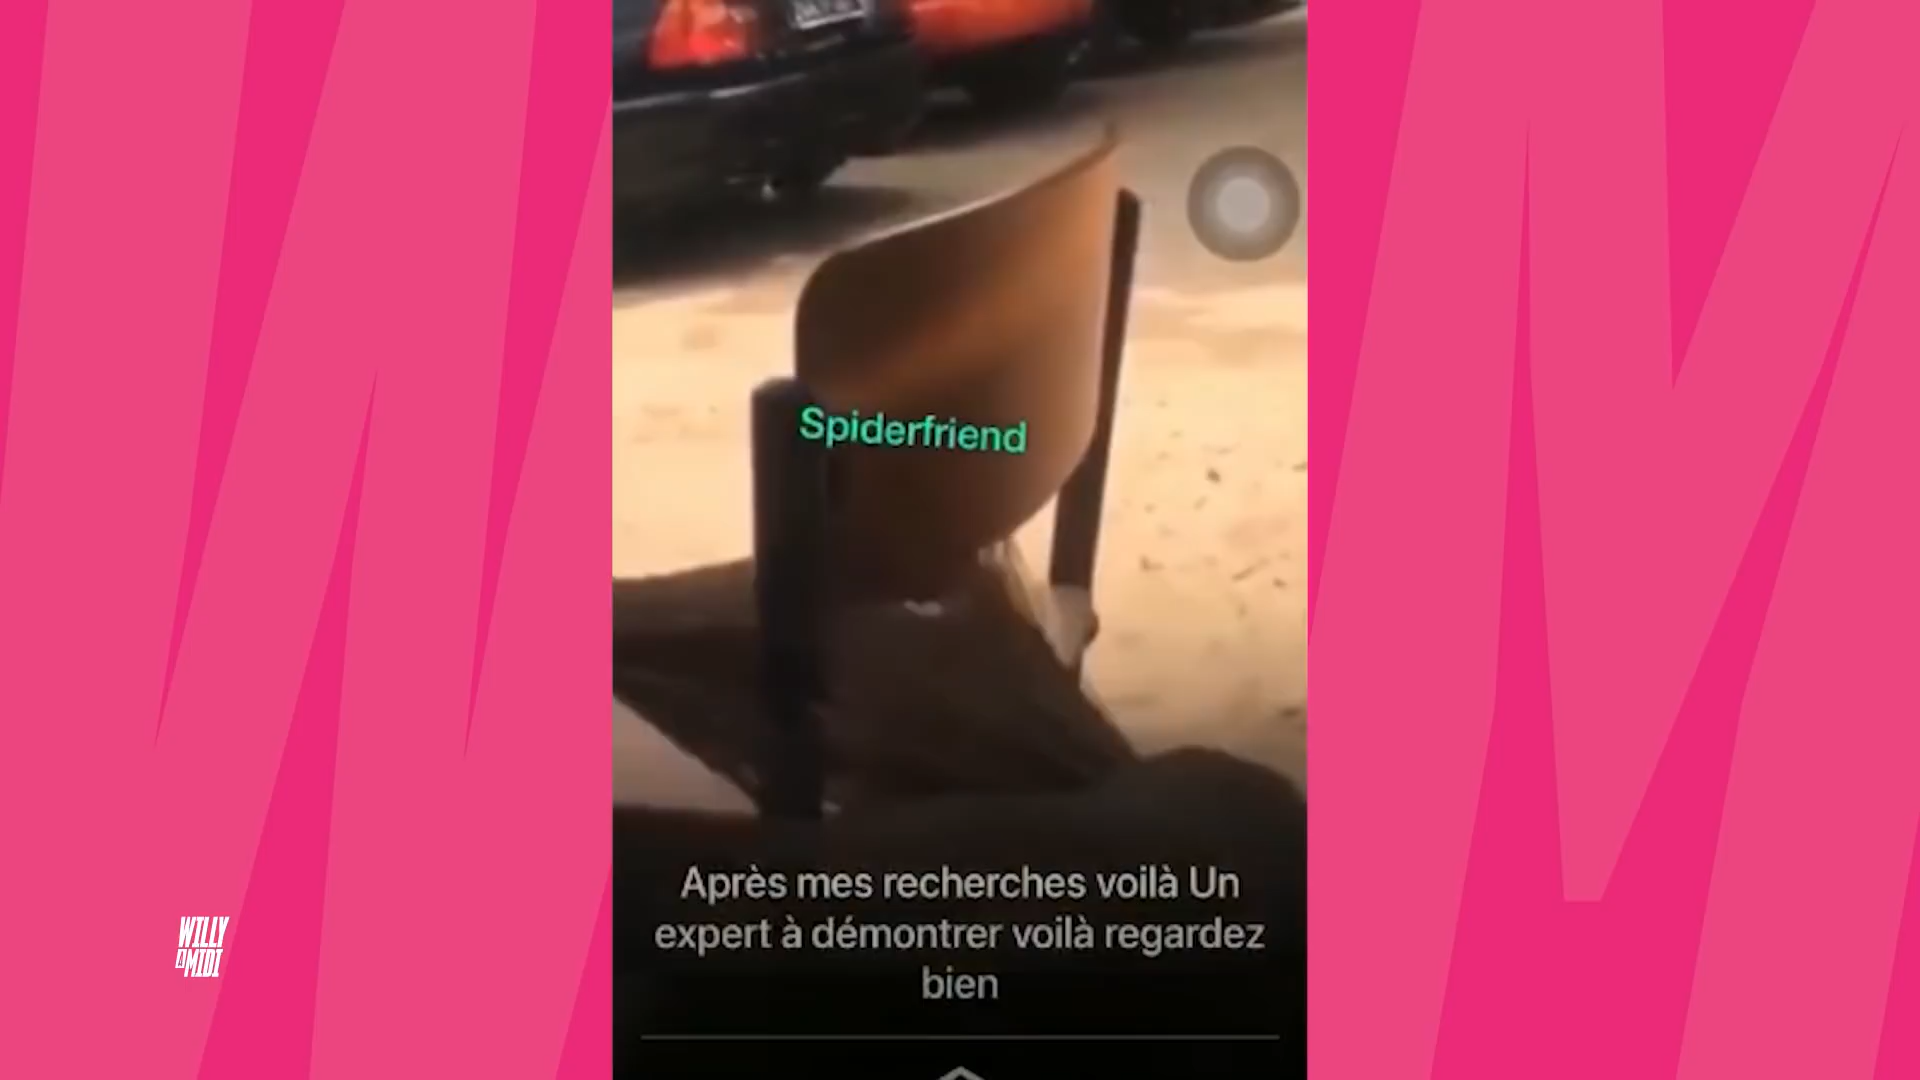 Spiderfriend
Après mes recherches voilà Un
expert à démontrer voilà regardez
bien
WILLY
À MIDI